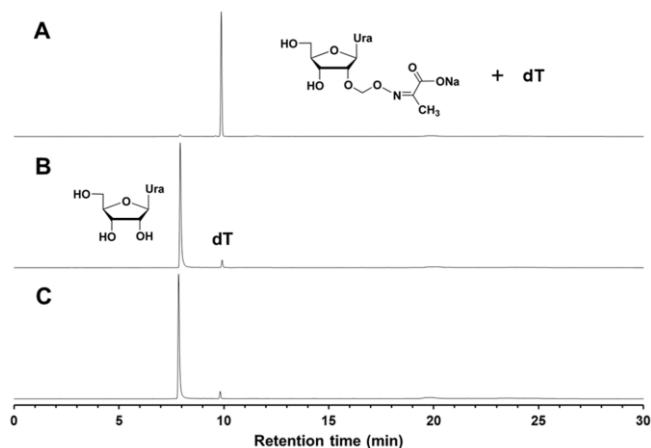 A
Ura
HO
O
O
HO
O
O
N
ONa
CH3
+ dT
B
Ura
HO
O
HO
OH
dT
C
0 5 10 15 20 25 30
Retention time (min)